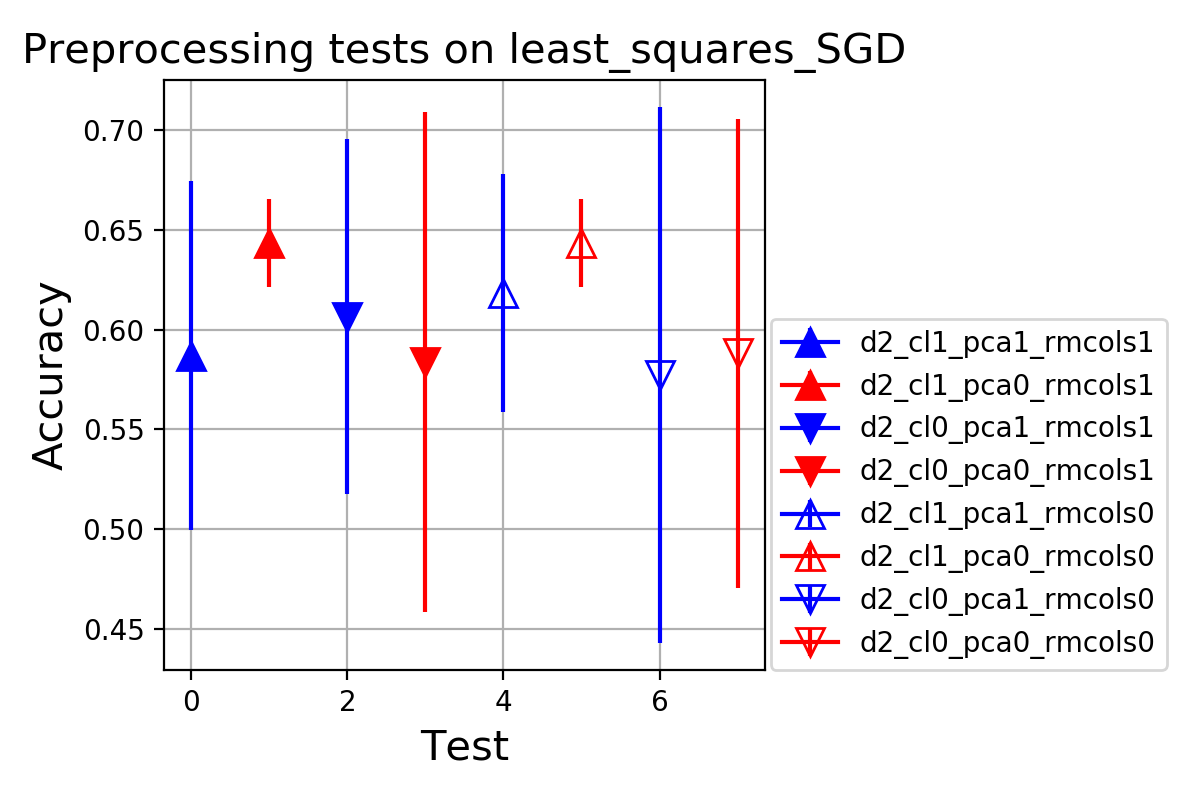 Preprocessing tests on least_squares_SGD
Accuracy
0.70
0.65
0.60
0.55
0.50
0.45
0 2 4 6
Test
d2_cl1_pca1_rmcols1
d2_cl1_pca0_rmcols1
d2_cl0_pca1_rmcols1
d2_cl0_pca0_rmcols1
d2_cl1_pca1_rmcols0
d2_cl1_pca0_rmcols0
d2_cl0_pca1_rmcols0
d2_cl0_pca0_rmcols0